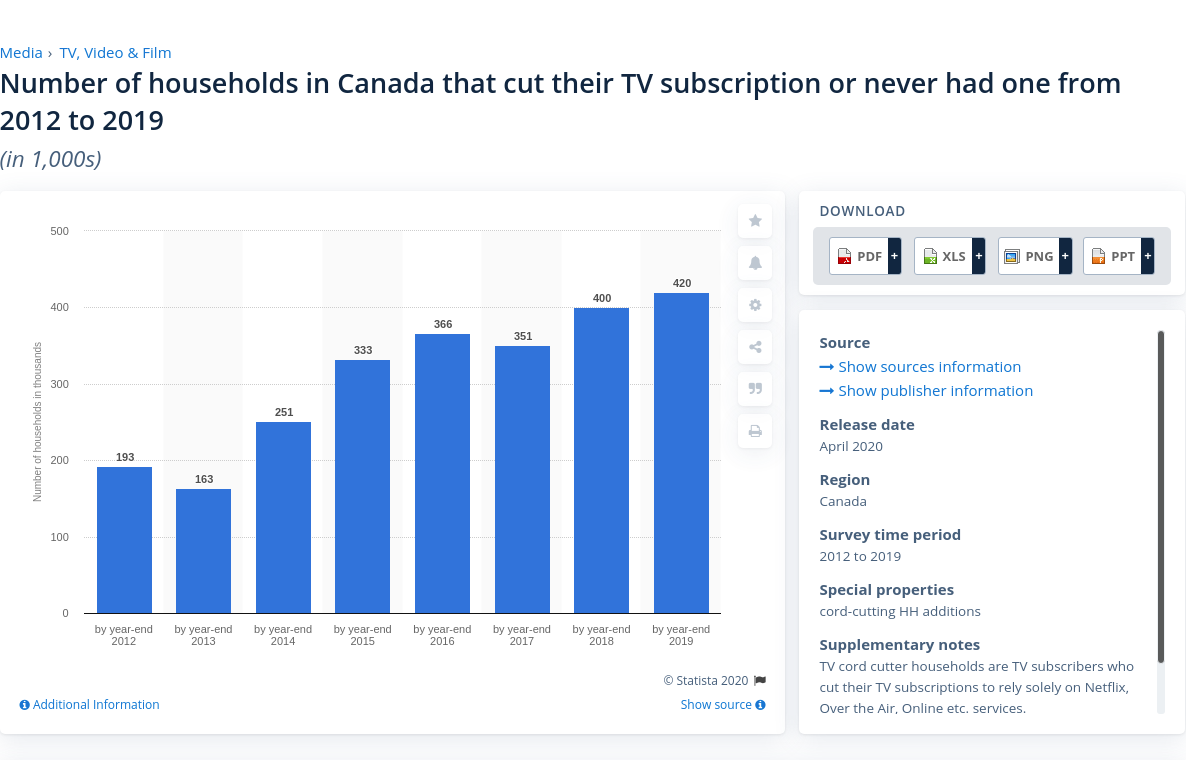 Media › TV, Video & Film
Number of households in Canada that cut their TV subscription or never had one from
2012 to 2019
(in 1,000s)
Number of households in thousands
500
400
300
200
100
0
193
163
251
333
366
351
400
420
by year-end
2012
by year-end
2013
by year-end
2014
by year-end
2015
by year-end
2016
by year-end
2017
by year-end
2018
by year-end
2019
© Statista 2020
Additional Information
Show source
DOWNLOAD
PDF +
XLS +
PNG +
PPT +
Source
Show sources information
Show publisher information
Release date
April 2020
Region
Canada
Survey time period
2012 to 2019
Special properties
cord-cutting HH additions
Supplementary notes
TV cord cutter households are TV subscribers who
cut their TV subscriptions to rely solely on Netflix,
Over the Air, Online etc. services.